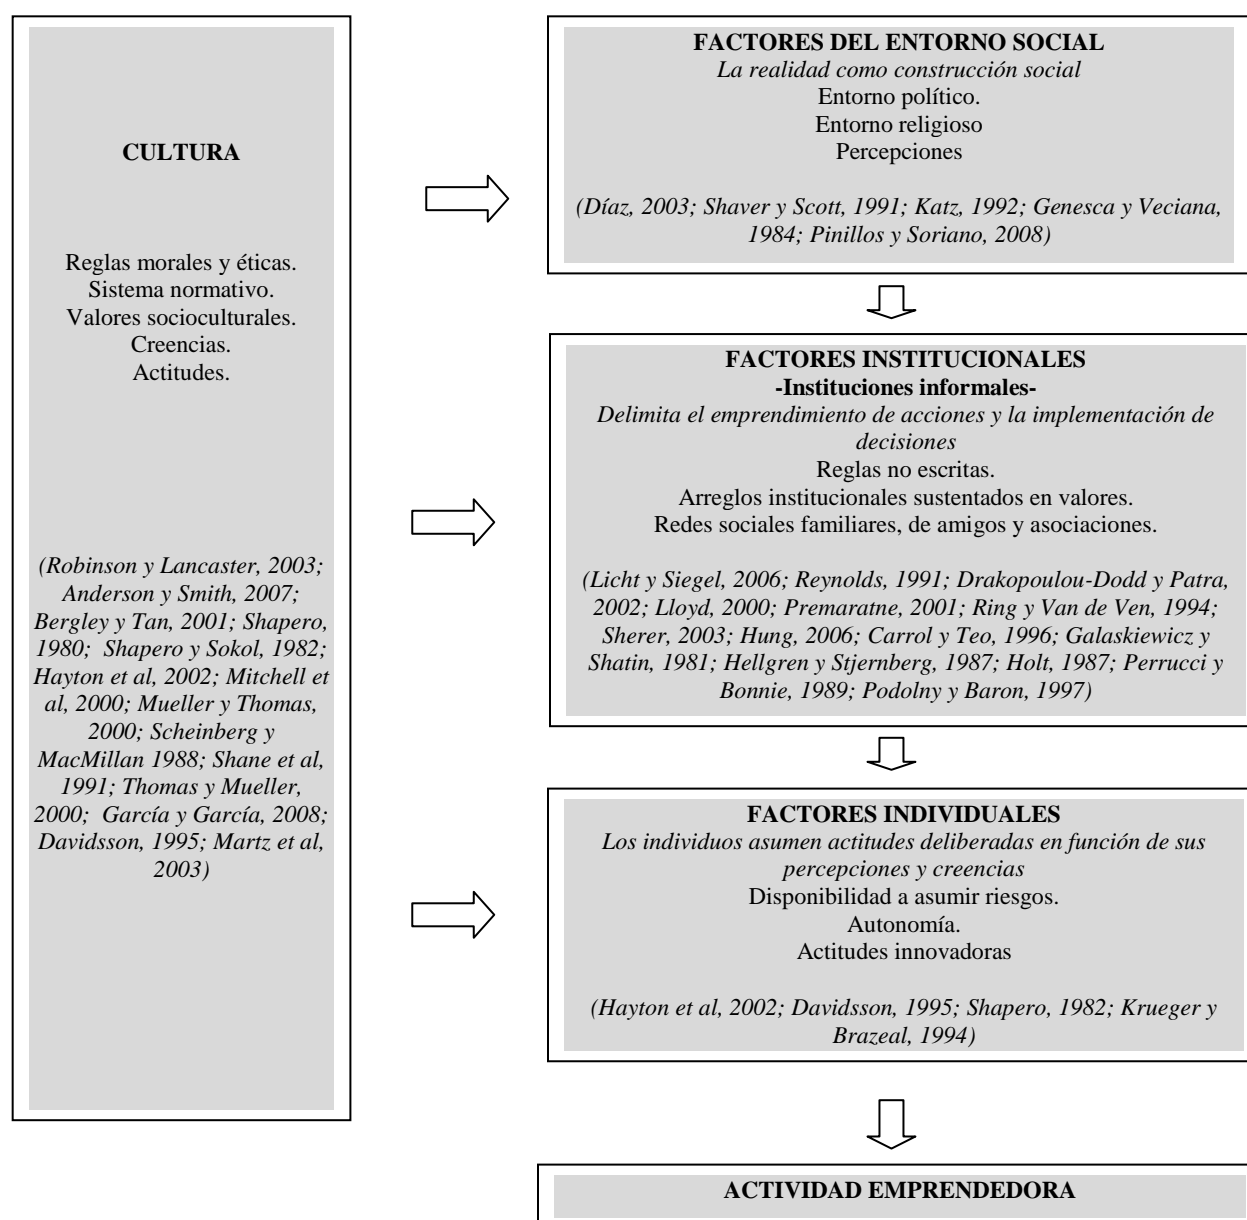 CULTURA
Reglas morales y éticas.
Sistema normativo.
Valores socioculturales.
Creencias.
Actitudes.
(Robinson y Lancaster, 2003;
Anderson y Smith, 2007;
Bergley y Tan, 2001; Shapero,
1980;  Shapero y Sokol, 1982;
Hayton et al, 2002; Mitchell et
al, 2000; Mueller y Thomas,
2000; Scheinberg y
MacMillan 1988; Shane et al,
1991; Thomas y Mueller,
2000;  García y García, 2008;
Davidsson, 1995; Martz et al,
2003)
FACTORES DEL ENTORNO SOCIAL
La realidad como construcción social
Entorno político.
Entorno religioso
Percepciones
(Díaz, 2003; Shaver y Scott, 1991; Katz, 1992; Genesca y Veciana,
1984; Pinillos y Soriano, 2008)
FACTORES INSTITUCIONALES
-Instituciones informales-
Delimita el emprendimiento de acciones y la implementación de
decisiones
Reglas no escritas.
Arreglos institucionales sustentados en valores.
Redes sociales familiares, de amigos y asociaciones.
(Licht y Siegel, 2006; Reynolds, 1991; Drakopoulou-Dodd y Patra,
2002; Lloyd, 2000; Premaratne, 2001; Ring y Van de Ven, 1994;
Sherer, 2003; Hung, 2006; Carrol y Teo, 1996; Galaskiewicz y
Shatin, 1981; Hellgren y Stjernberg, 1987; Holt, 1987; Perrucci y
Bonnie, 1989; Podolny y Baron, 1997)
FACTORES INDIVIDUALES
Los individuos asumen actitudes deliberadas en función de sus
percepciones y creencias
Disponibilidad a asumir riesgos.
Autonomía.
Actitudes innovadoras
(Hayton et al, 2002; Davidsson, 1995; Shapero, 1982; Krueger y
Brazeal, 1994)
ACTIVIDAD EMPRENDEDORA